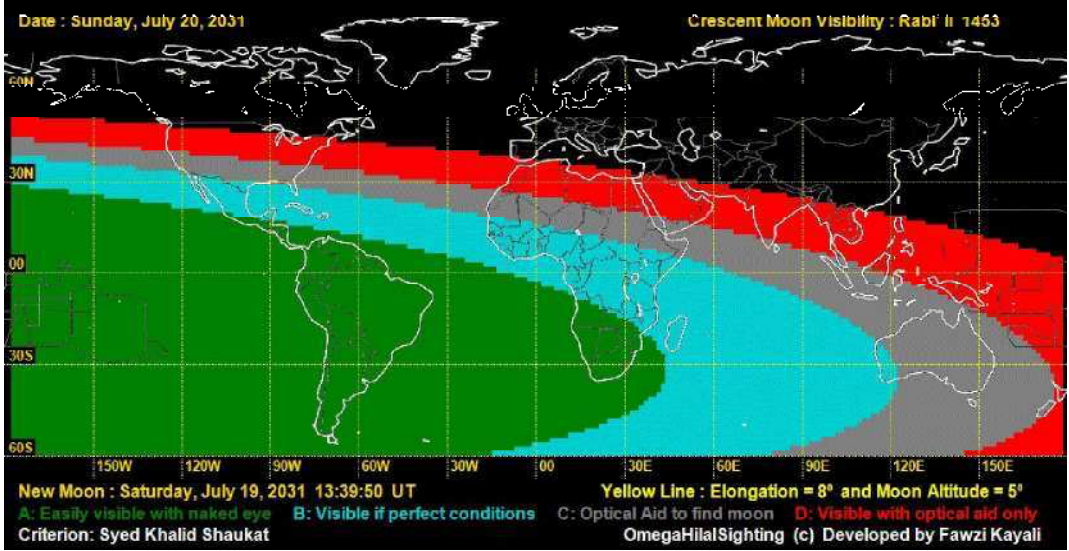 Date : Sunday, July 20, 2031
Crescent Moon Visibility : Rabi' II 1453
60N
30N
00
30S
60S
150W 120W 90W 60W 30W 00 30E 60E 90E 120E 150E
New Moon : Saturday, July 19, 2031 13:39:50 UT
Yellow Line : Elongation = 8º and Moon Altitude = 5º
A: Easily visible with naked eye B: Visible if perfect conditions C: Optical Aid to find moon D: Visible with optical aid only
Criterion: Syed Khalid Shaukat
OmegaHilalSighting (c) Developed by Fawzi Kayali